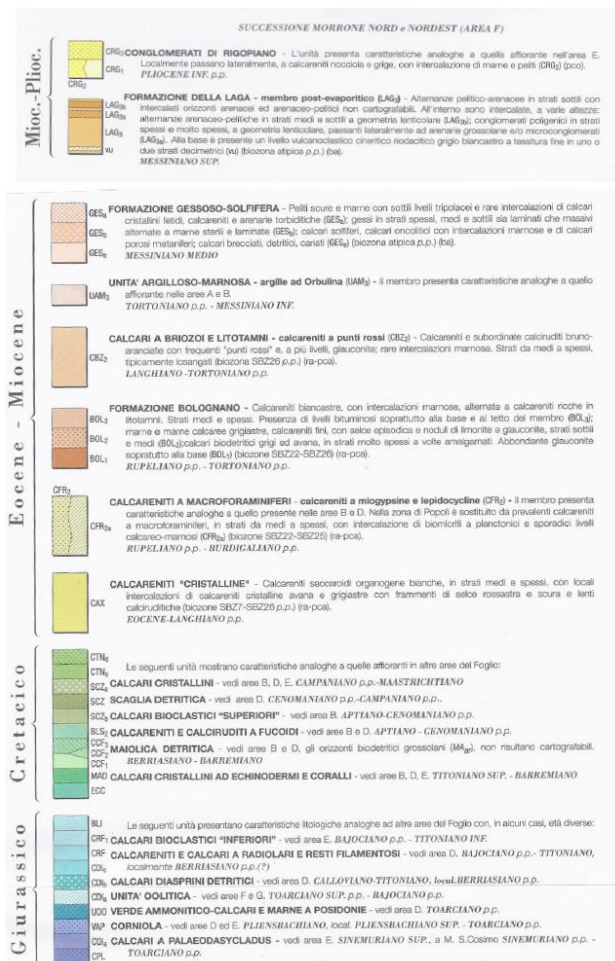 SUCCESSIONE MORRONE NORD e NORDEST (AREA F)
Mioc.-Plioc.
CRG3
CRG1
CRG2
CONGLOMERATI DI RIGOPIANO - L'unità presenta caratteristiche analoghe a quella affiorante nell'area E.
Localmente passano lateralmente, a calcareniti nocciola e grige, con intercalazione di marne e peliti (CRG2) (pco).
PLIOCENE INF. p.p.
LAG3b
LAG3a
LAG3
vu
FORMAZIONE DELLA LAGA - membro post-evaporitico (LAG3) - Alternanze pelitico-arenacee in strati sottili con
intercalati orizzonti arenacei ed arenaceo-pelitici non cartografabili. All'interno sono intercalate, a varie altezze:
alternanze arenaceo-pelitiche in strati medi e sottili a geometria lenticolare (LAG3b); conglomerati poligenici in strati
spessi e molto spessi, a geometria lenticolare, passanti lateralmente ad arenarie grossolane e/o microconglomerati
(LAG3a). Alla base è presente un livello vulcanoclastico cineritico riodacitico grigio biancastro a tessitura fine in uno o
due strati decimetrici (vu) (biozona atipica p.p.) (ba).
MESSINIANO SUP.
Eocene - Miocene
FORMAZIONE GESSOSO-SOLFIFERA - Peliti scure e marne con sottili livelli tripolacei e rare intercalazioni di calcari
cristallini fetidi, calcareniti e arenarie torbiditiche
gessi in strati spessi, medi e sottili sia laminati che massivi
alternate a marne sterili e laminate
calcari solfiferi, calcari oncolitici con intercalazioni marnose e di calcari
porosi metaniferi; calcari brecciati, detritici, cariati
(biozona atipica p.p.) (ba).
MESSINIANO MEDIO
UAM3
UNITA' ARGILLOSO-MARNOSA - argille ad Orbulina (UAM3) - Il membro presenta caratteristiche analoghe a quello
affiorante nelle aree A e B.
TORTONIANO p.p. - MESSINIANO INF.
CBZ2
CALCARI A BRIOZOI E LITOTAMNI - calcareniti a punti rossi (CBZ2) - Calcareniti e subordinate calciruditi bruno-
aranciate con frequenti "punti rossi" e, a più livelli, glauconite; rare intercalazioni marnose. Strati da medi a spessi,
tipicamente losangati (biozona SBZ26 p.p.) (ra-pca).
LANGHIANO -TORTONIANO p.p.
BOL3
BOL2
BOL1
FORMAZIONE BOLOGNANO - Calcareniti biancastre, con intercalazioni marnose, alternate a calcareniti ricche in
litotamni. Strati medi e spessi. Presenza di livelli bituminosi soprattutto alla base e al tetto del membro (BOL3);
marne e marne calcaree grigiastre, calcareniti fini, con selce episodica e noduli di limonite e glauconite, strati sottili
e medi (BOL2);calcari biodetritici grigi ed avana, in strati molto spessi a volte amalgamati. Abbondante glauconite
sopratutto alla base (BOL1) (biozone SBZ22-SBZ26) (ra-pca).
RUPELIANO p.p. - TORTONIANO p.p.
CFR2
CFR2a
CALCARENITI A MACROFORAMINIFERI - calcareniti a miogypsine e lepidocycline (CFR2) - Il membro presenta
caratteristiche analoghe a quello presente nelle aree B e D. Nella zona di Popoli è sostituito da prevalenti calcareniti
a macroforaminiferi, in strati da medi a spessi, con intercalazione di biomicriti a planctonici e sporadici livelli
calcareo-marnosi (CFR2a) (biozone SBZ22-SBZ25) (ra-pca).
RUPELIANO p.p. - BURDIGALIANO p.p.
CAX
CALCARENITI "CRISTALLINE" - Calcareniti saccaroidi organogene bianche, in strati medi e spessi, con locali
intercalazioni di calcareniti cristalline avana e grigiastre con frammenti di selce rossastra e scura e lenti
calciruditiche (biozone SBZ7-SBZ26 p.p.) (ra-pca).
EOCENE-LANGHIANO p.p.
Cretacico
Le seguenti unità mostrano caratteristiche analoghe a quelle affioranti in altre aree del Foglio:
CALCARI CRISTALLINI - vedi area B, D, E. CAMPANIANO p.p.-MAASTRICHTIANO
SCZ SCAGLIA DETRITICA - vedi area D. CENOMANIANO p.p.-CAMPANIANO p.p..
CALCARI BIOCLASTICI "SUPERIORI" - vedi area B. APTIANO-CENOMANIANO p.p.
BLS2 CALCARENITI E CALCIRUDITI A FUCOIDI - vedi area B e D. APTIANO - CENOMANIANO p.p.
CCF3
CCF2
CCF1
MAIOLICA DETRITICA - vedi area B e D, gli orizzonti biodetritici grossolani
non risultano cartografabili.
BERRIASIANO - BARREMIANO
MAD CALCARI CRISTALLINI AD ECHINODERMI E CORALLI - vedi area B, D, E. TITONIANO SUP. - BARREMIANO
ECC
Giurassico
BLI
Le seguenti unità presentano caratteristiche litologiche analoghe ad altre aree del Foglio con, in alcuni casi, età diverse:
CRF1 CALCARI BIOCLASTICI "INFERIORI" - vedi area E. BAJOCIANO p.p. - TITONIANO INF.
CRF CALCARENITI E CALCARI A RADIOLARI E RESTI FILAMENTOSI - vedi area D. BAJOCIANO p.p.- TITONIANO,
localmente BERRIASIANO p.p.(?)
CALCARI DIASPRINI DETRITICI - vedi area D. CALLOVIANO-TITONIANO, local.BERRIASIANO p.p.
UNITA' OOLITICA - vedi aree F e G. TOARCIANO SUP. p.p. - BAJOCIANO p.p.
UDO VERDE AMMONITICO-CALCARI E MARNE A POSIDONIE - vedi area D. TOARCIANO p.p.
VAP CORNIOLA - vedi aree D ed E. PLIENSBACHIANO, local. PLIENSBACHIANO SUP. - TOARCIANO p.p.
CALCARI A PALAEODASYCLADUS - vedi area E. SINEMURIANO SUP., a M. S.Cosimo SINEMURIANO p.p. -
CPL
TOARCIANO p.p.